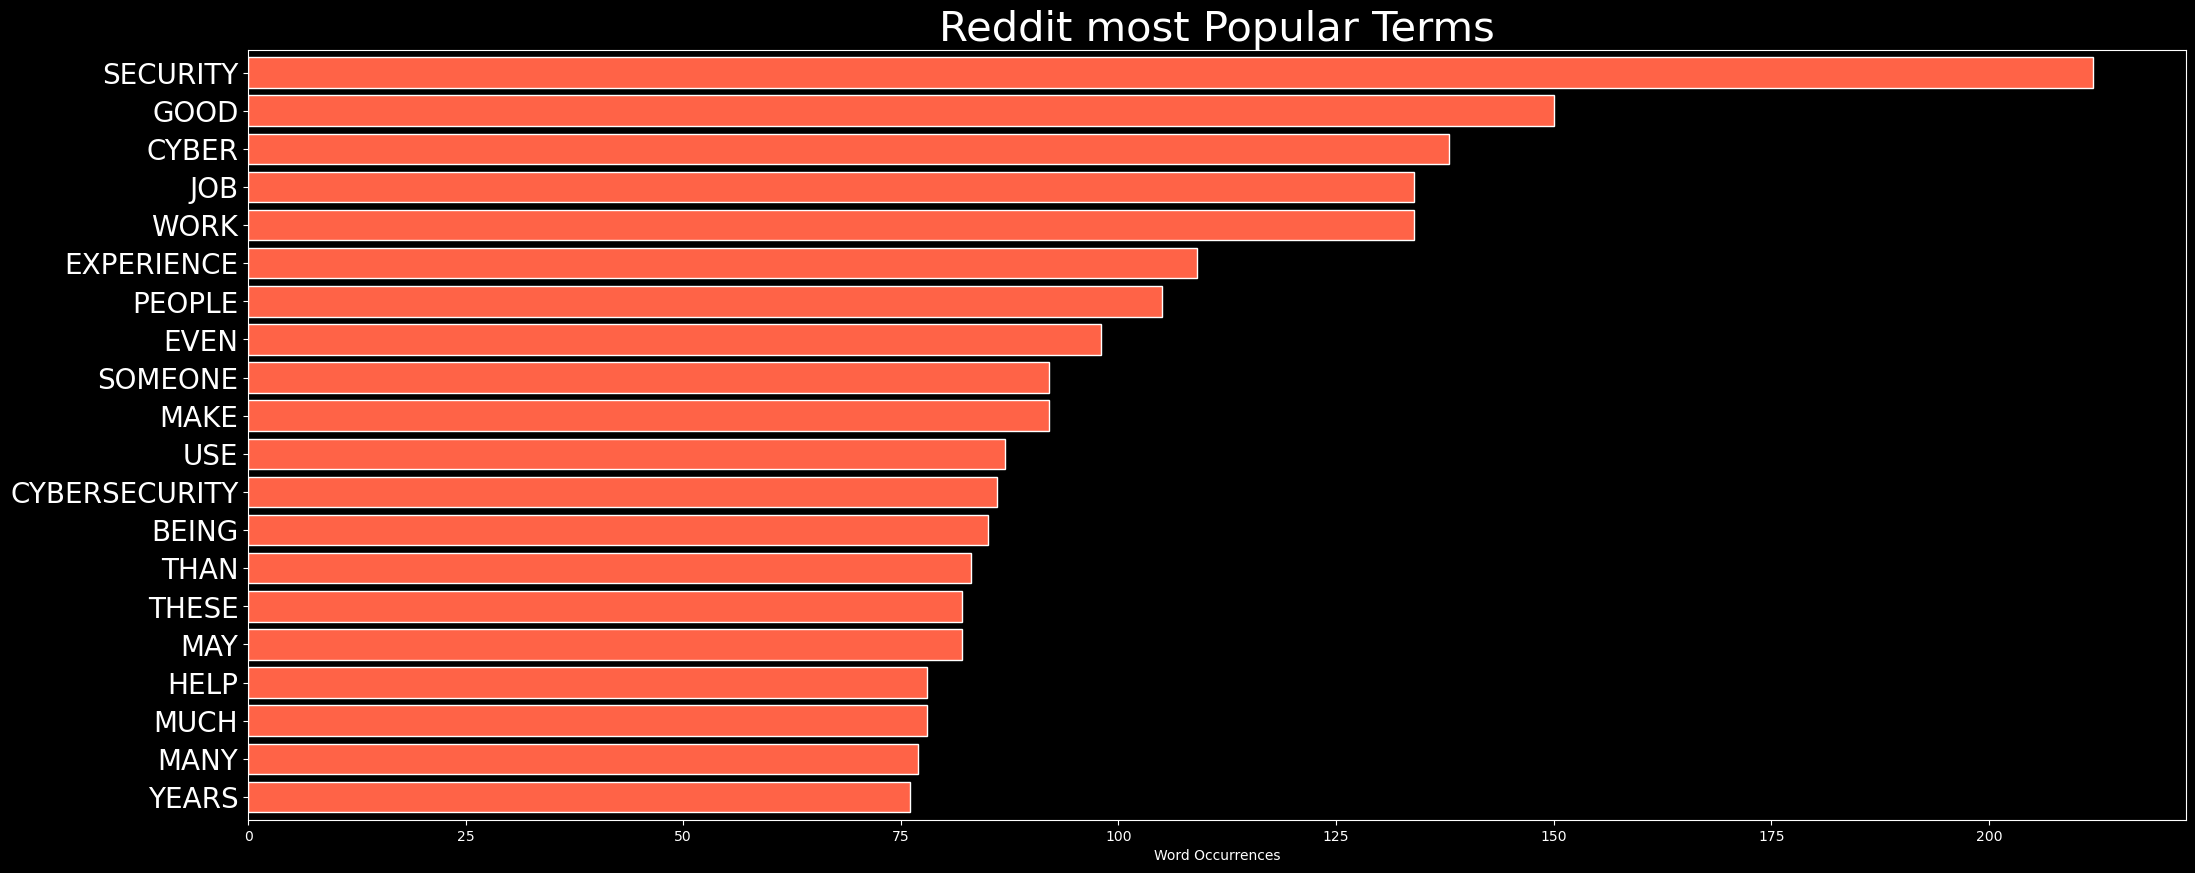 Reddit most Popular Terms
SECURITY
GOOD
CYBER
JOB
WORK
EXPERIENCE
PEOPLE
EVEN
SOMEONE
MAKE
USE
CYBERSECURITY
BEING
THAN
THESE
MAY
HELP
MUCH
MANY
YEARS
0 25 50 75 100 125 150 175 200
Word Occurrences